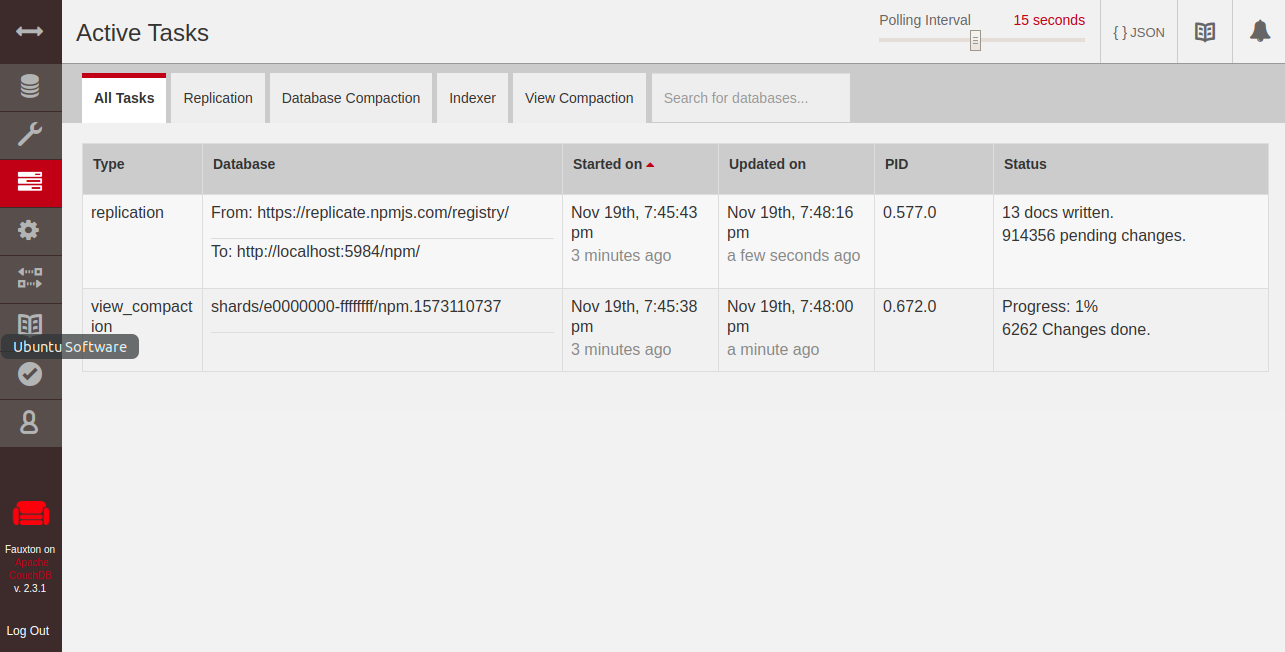 Active Tasks
Polling Interval
15 seconds
{ } JSON
All Tasks
Replication
Database Compaction
Indexer
View Compaction
Search for databases...
Type
Database
Started on
Updated on
PID
Status
replication
From: https://replicate.npmjs.com/registry/
To: http://localhost:5984/npm/
Nov 19th, 7:45:43
pm
3 minutes ago
Nov 19th, 7:48:16
pm
a few seconds ago
0.577.0
13 docs written.
914356 pending changes.
view_compact
ion
shards/e0000000-ffffffff/npm.1573110737
Nov 19th, 7:45:38
pm
3 minutes ago
Nov 19th, 7:48:00
pm
a minute ago
0.672.0
Progress: 1%
6262 Changes done.
Ubuntu Software
Fauxton on
Apache
CouchDB
v. 2.3.1
Log Out